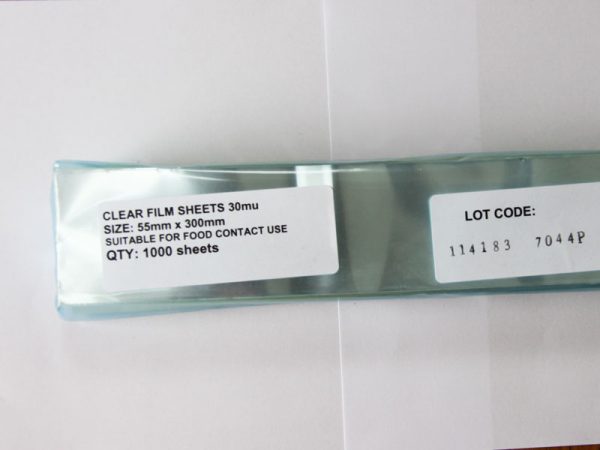 CLEAR FILM SHEETS 30mu
SIZE: 55mm x 300mm
SUITABLE FOR FOOD CONTACT USE
QTY: 1000 sheets
LOT CODE:
114183 7044P